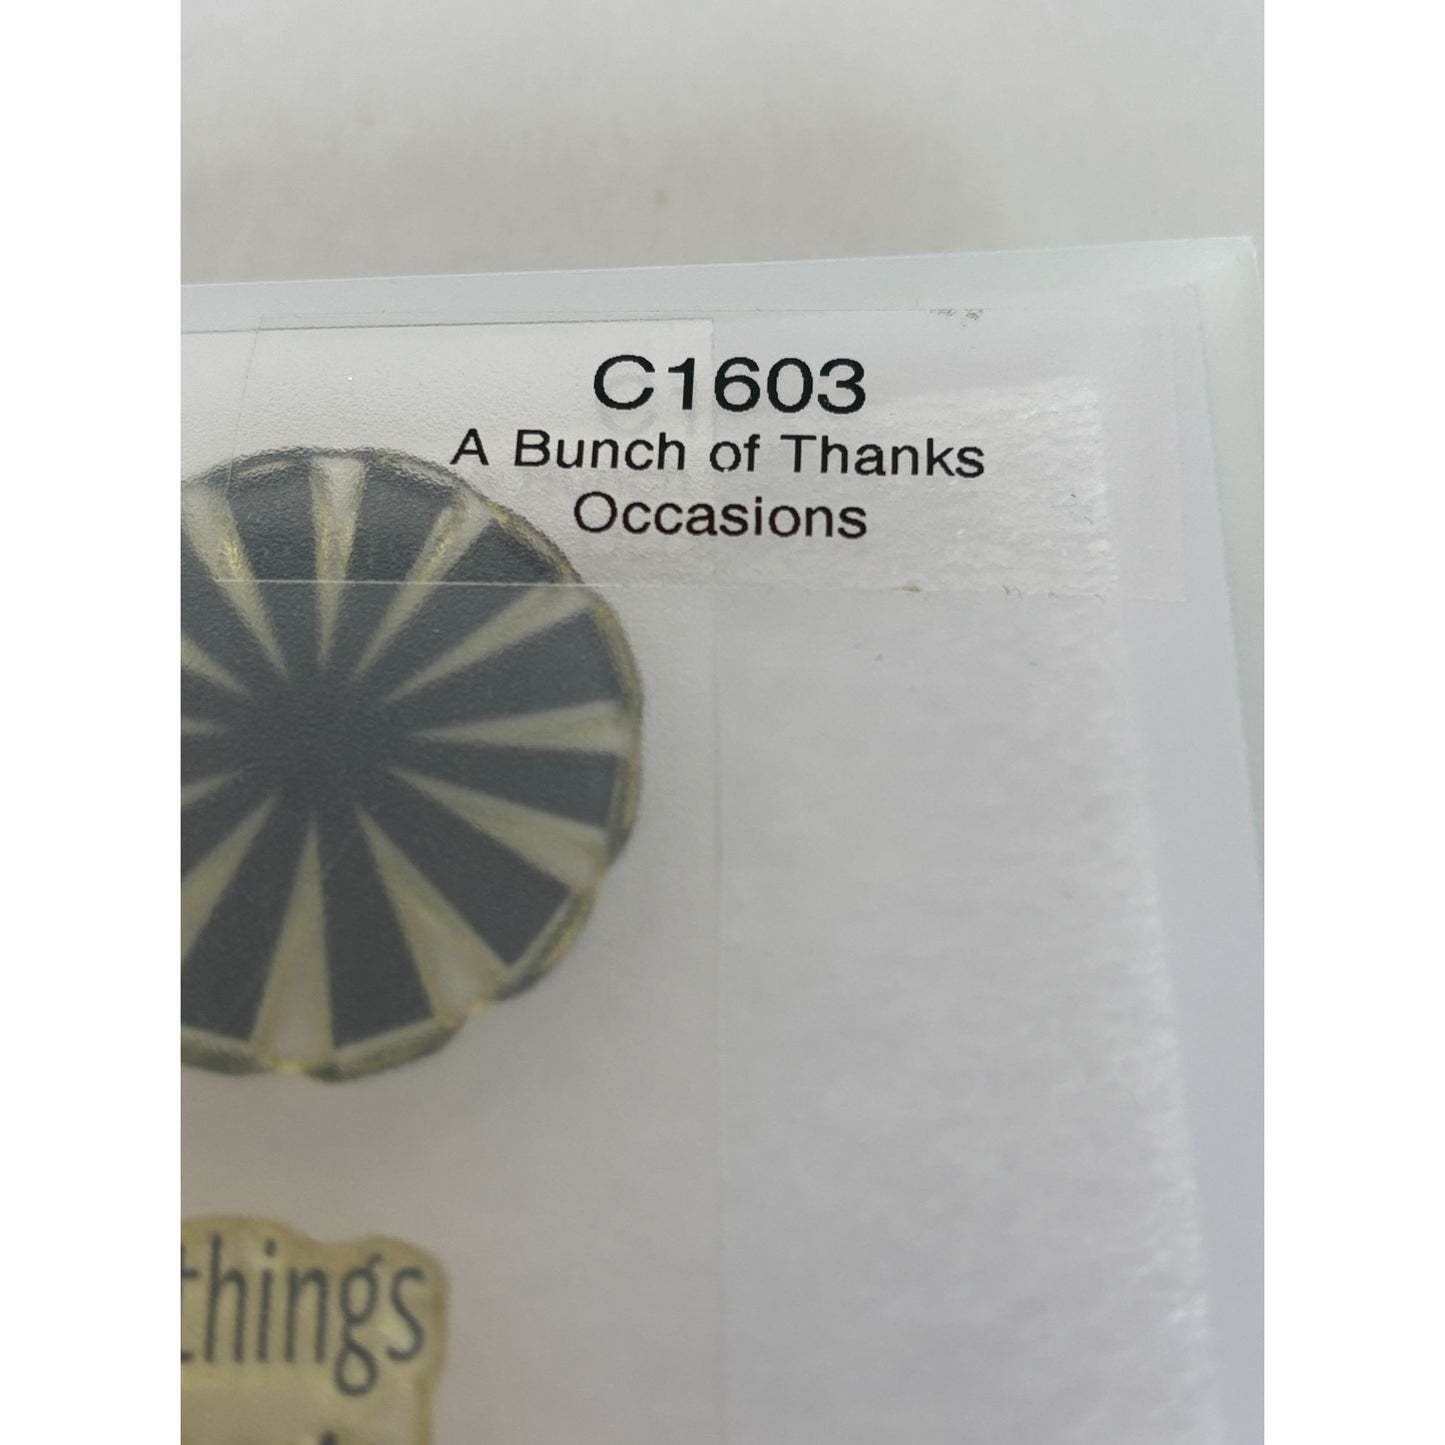 C1603
A Bunch of Thanks
Occasions
things